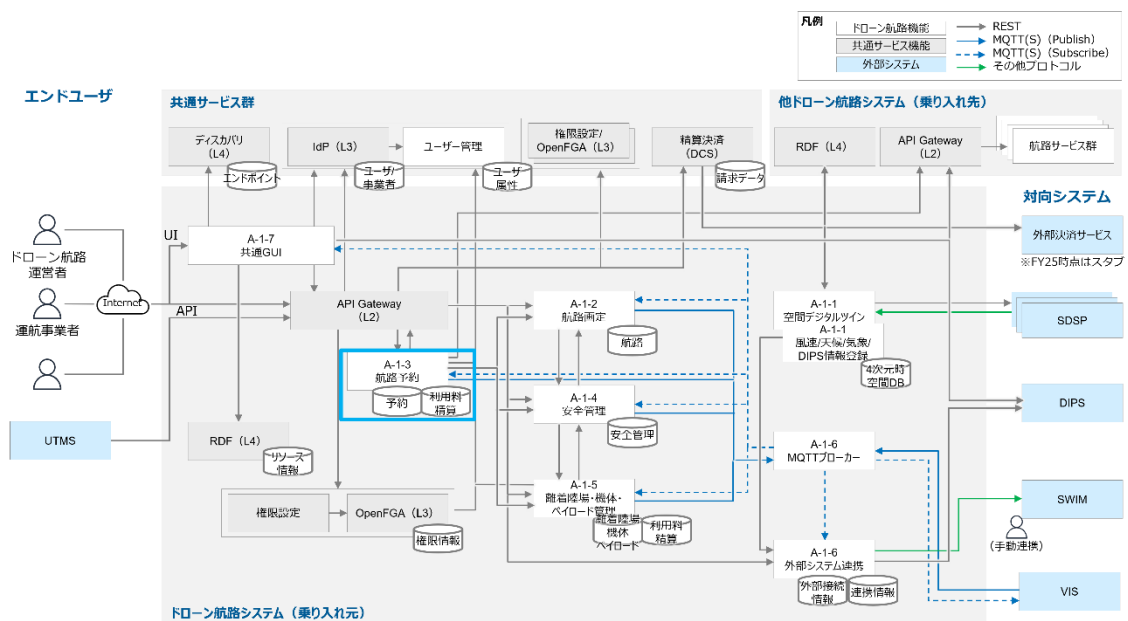 凡例
ドローン航路機能
共通サービス機能
外部システム
REST
MQTT(S)（Publish）
MQTT(S)（Subscribe）
その他プロトコル
エンドユーザ
共通サービス群
他ドローン航路システム（乗り入れ先）
ディスカバリ
（L4）
エンドポイント
IdP（L3）
ユーザ/
事業者
ユーザー管理
ユーザ
属性
権限設定/
OpenFGA（L3）
精算決済
（DCS）
請求データ
RDF（L4）
API Gateway
（L2）
航路サービス群
対向システム
ドローン航路
運営者
運航事業者
Internet
UI
API
UTMS
A-1-7
共通GUI
API Gateway
（L2）
A-1-3
航路予約
予約
利用料
精算
RDF（L4）
リソース
情報
権限設定
OpenFGA（L3）
権限情報
A-1-2
航路画定
航路
A-1-4
安全管理
安全管理
A-1-5
離着陸場・機体・
ペイロード管理
離着陸場
機体
ペイロード
利用料
精算
A-1-1
空間デジタルツイン
A-1-1
風速/天候/気象/
DIPS情報登録
4次元時
空間DB
A-1-6
MQTTブローカー
A-1-6
外部システム連携
外部接続
情報
連携情報
外部決済サービス
※FY25時点はスタブ
SDSP
DIPS
SWIM
（手動連携）
VIS
ドローン航路システム（乗り入れ元）